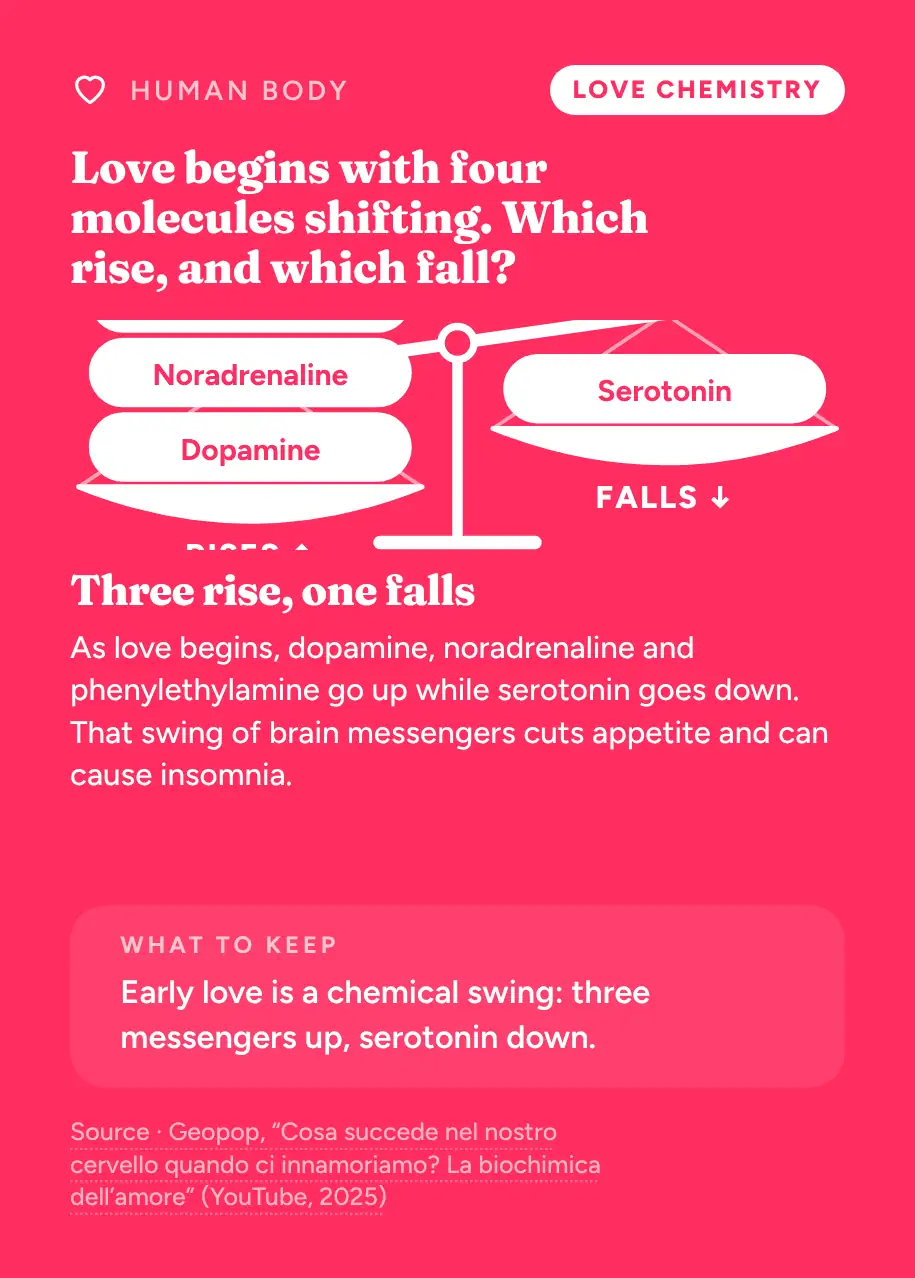 HUMAN BODY
LOVE CHEMISTRY
Love begins with four
molecules shifting. Which
rise, and which fall?
Noradrenaline
Dopamine
Serotonin
FALLS ↓
Three rise, one falls
As love begins, dopamine, noradrenaline and
phenylethylamine go up while serotonin goes down.
That swing of brain messengers cuts appetite and can
cause insomnia.
WHAT TO KEEP
Early love is a chemical swing: three
messengers up, serotonin down.
Source · Geopop, “Cosa succede nel nostro
cervello quando ci innamoriamo? La biochimica
dell’amore” (YouTube, 2025)